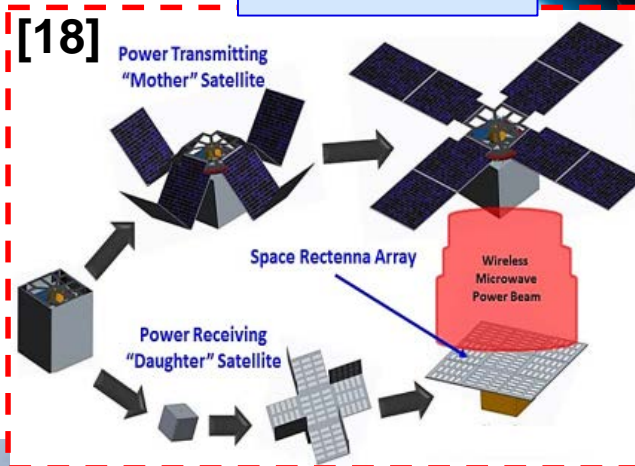 [18]
Power Transmitting
“Mother” Satellite
Space Rectenna Array
Wireless
Microwave
Power Beam
Power Receiving
“Daughter” Satellite